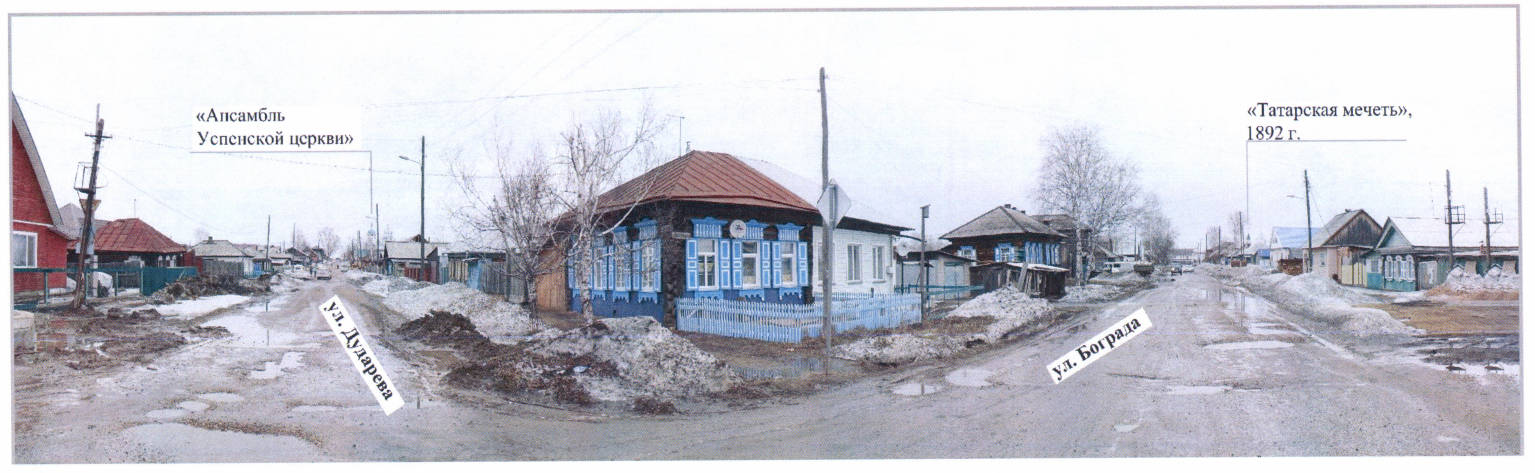 «Ансамбль
Успенской церкви»
«Татарская мечеть»,
1892 г.
ул. Дударева
ул. Бограда